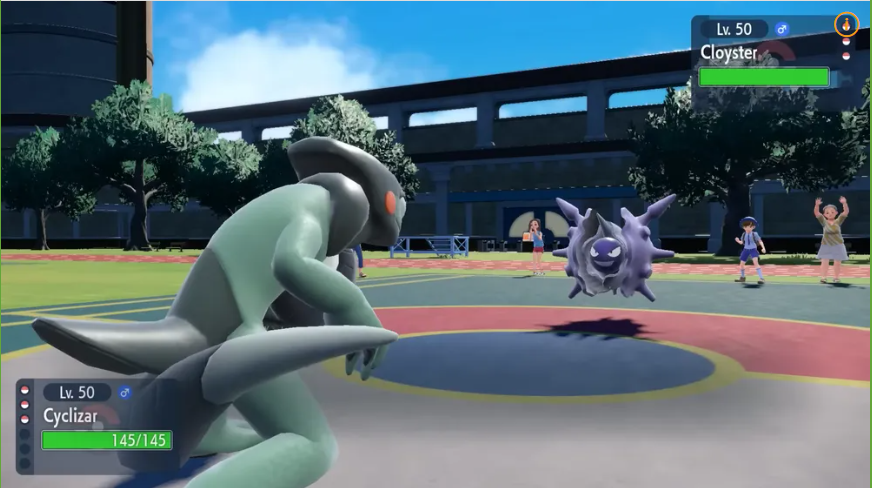 Lv. 50 ♂
Cloyster
Lv. 50 ♂
Cyclizar
145/145